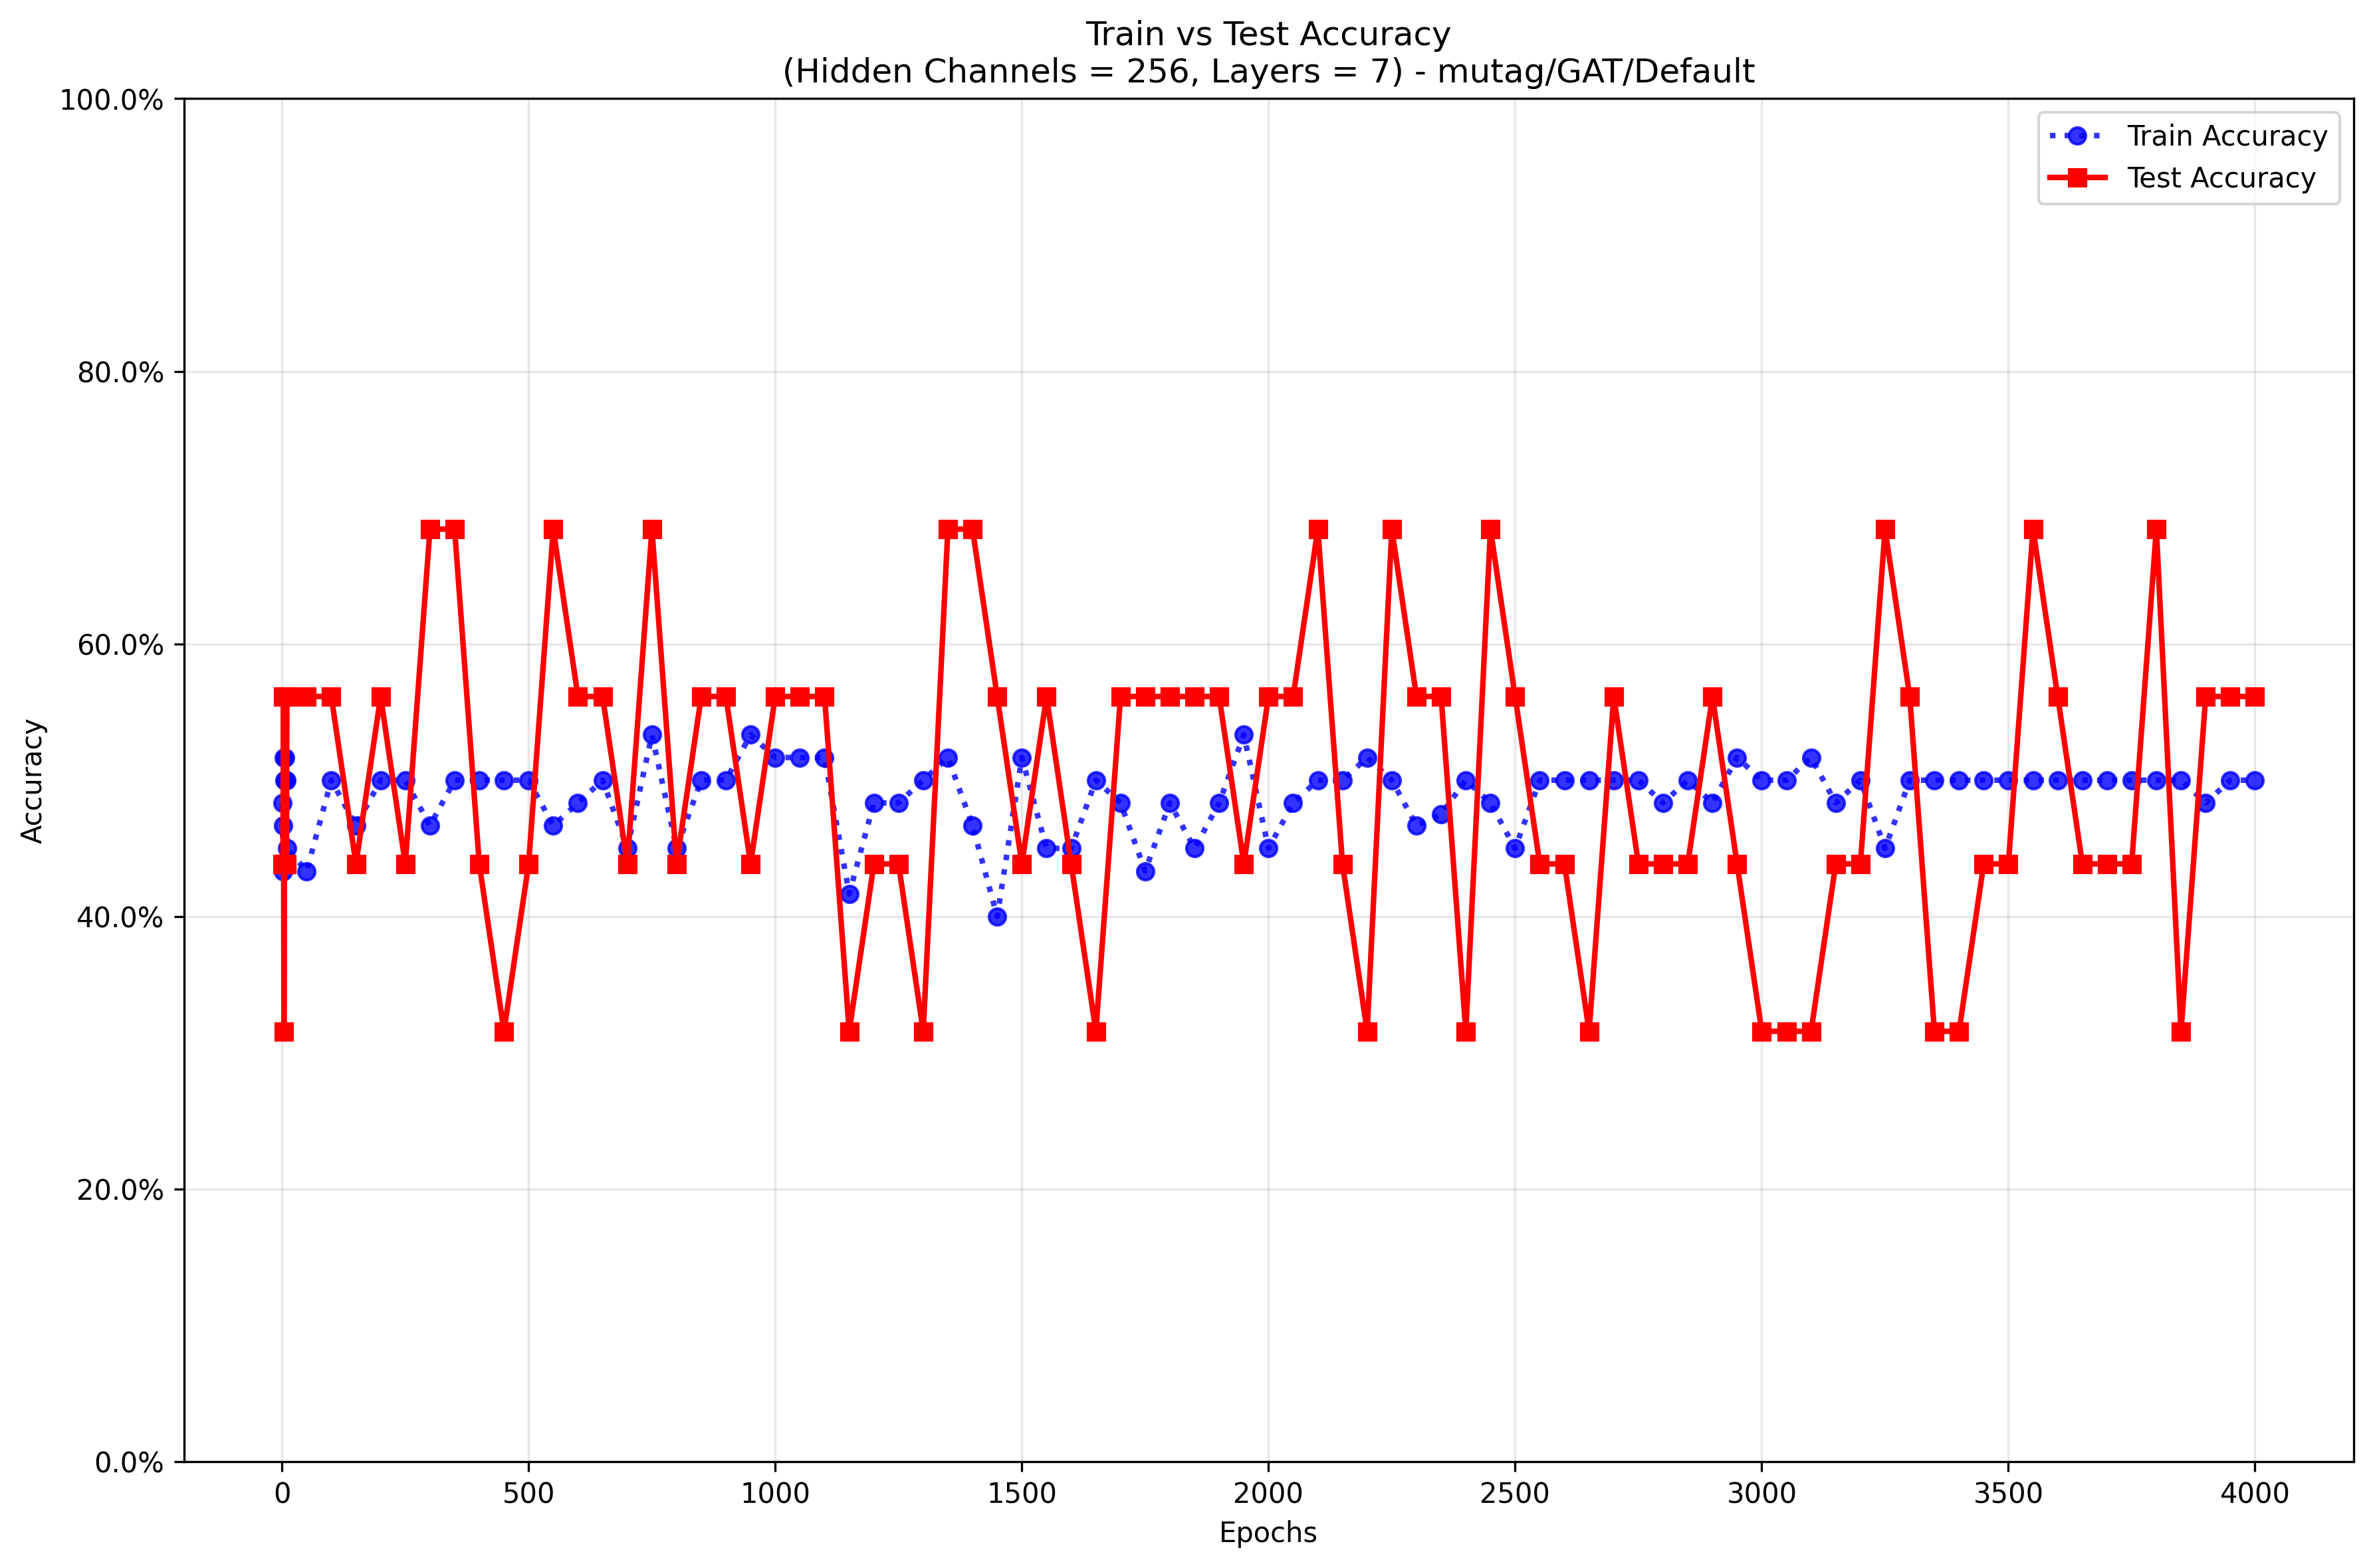 Train vs Test Accuracy
(Hidden Channels = 256, Layers = 7) - mutag/GAT/Default
100.0%
80.0%
60.0%
40.0%
20.0%
0.0%
Accuracy
Train Accuracy
Test Accuracy
0 500 1000 1500 2000 2500 3000 3500 4000
Epochs